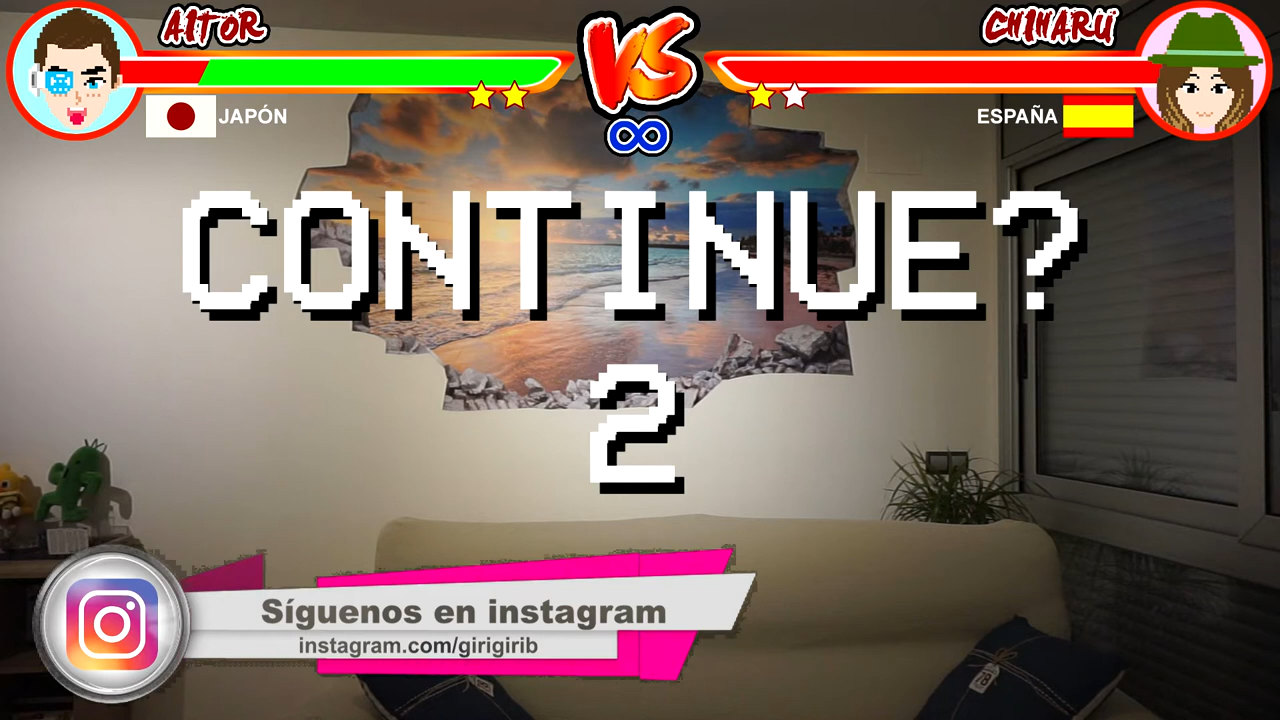 AITOR
VS
CHIHARU
JAPÓN
ESPAÑA
∞
CONTINUE?
2
Síguenos en instagram
instagram.com/girigirib